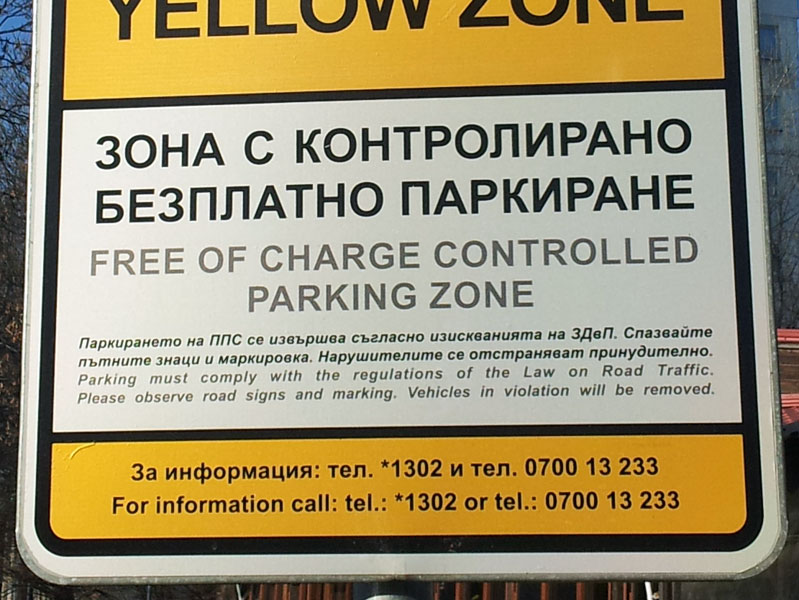 YELLOW ZONE
ЗОНА С КОНТРОЛИРАНО
БЕЗПЛАТНО ПАРКИРАНЕ
FREE OF CHARGE CONTROLLED
PARKING ZONE
Паркирането на ППС се извършва съгласно изискванията на ЗДвП. Спазвайте
пътните знаци и маркировка. Нарушителите се отстраняват принудително.
Parking must comply with the regulations of the Law on Road Traffic.
Please observe road signs and marking. Vehicles in violation will be removed.
За информация: тел. *1302 и тел. 0700 13 233
For information call: tel.: *1302 or tel.: 0700 13 233